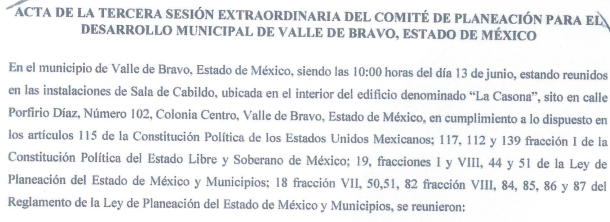 ACTA DE LA TERCERA SESIÓN EXTRAORDINARIA DEL COMITÉ DE PLANEACIÓN PARA EL
DESARROLLO MUNICIPAL DE VALLE DE BRAVO, ESTADO DE MÉXICO
En el municipio de Valle de Bravo, Estado de México, siendo las 10:00 horas del día 13 de junio, estando reunidos
en las instalaciones de Sala de Cabildo, ubicada en el interior del edificio denominado “La Casona”, sito en calle
Porfirio Díaz, Número 102, Colonia Centro, Valle de Bravo, Estado de México, en cumplimiento a lo dispuesto en
los artículos 115 de la Constitución Política de los Estados Unidos Mexicanos; 117, 112 y 139 fracción I de la
Constitución Política del Estado Libre y Soberano de México; 19, fracciones I y VIII, 44 y 51 de la Ley de
Planeación del Estado de México y Municipios; 18 fracción VII, 50,51, 82 fracción VIII, 84, 85, 86 y 87 del
Reglamento de la Ley de Planeación del Estado de México y Municipios, se reunieron: